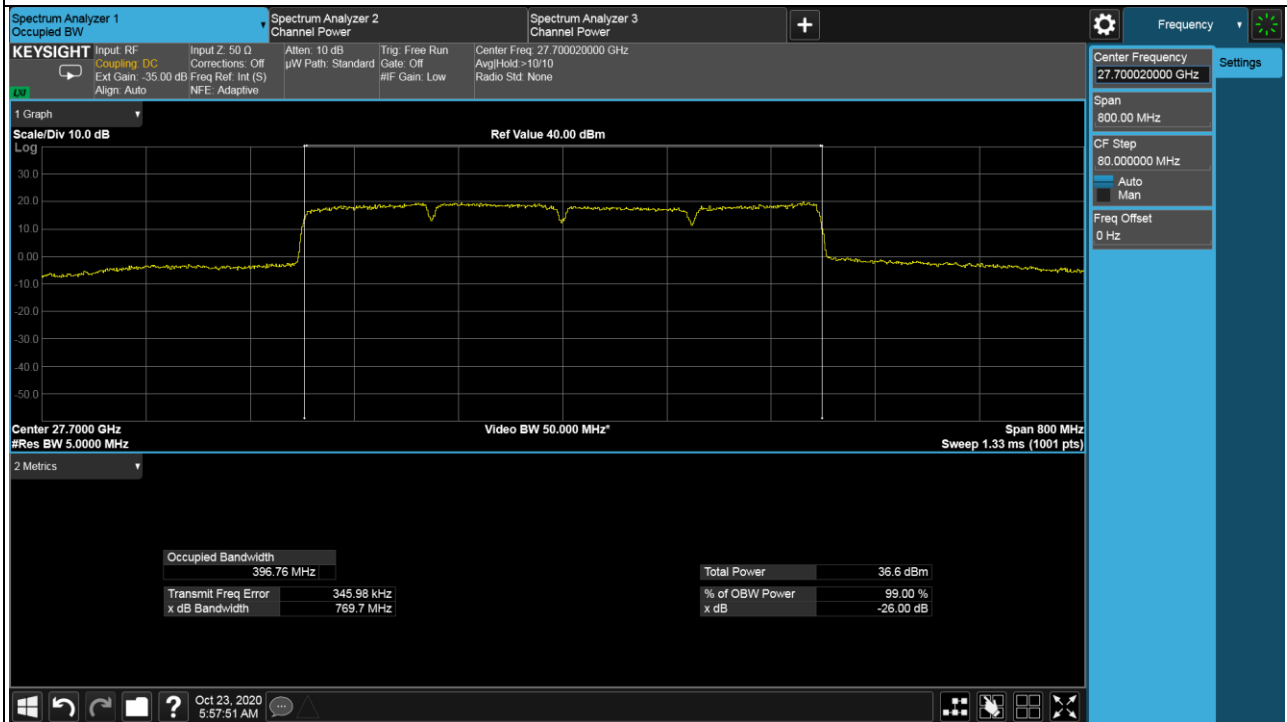 Spectrum Analyzer 1
Occupied BW
Spectrum Analyzer 2
Channel Power
Spectrum Analyzer 3
Channel Power
+
Frequency
KEYSIGHT
Input: RF
Coupling: DC
Ext Gain: -35.00 dB
Align: Auto
Input Z: 50 Ω
Corrections: Off
Freq Ref: Int (S)
NFE: Adaptive
Atten: 10 dB
µW Path: Standard
Trig: Free Run
Gate: Off
#IF Gain: Low
Center Freq: 27.700020000 GHz
Avg|Hold:>10/10
Radio Std: None
LXI
Center Frequency
27.700020000 GHz
Settings
Span
800.00 MHz
CF Step
80.000000 MHz
Auto
Man
Freq Offset
0 Hz
1 Graph
Scale/Div 10.0 dB
Ref Value 40.00 dBm
Log
30.0
20.0
10.0
0.00
-10.0
-20.0
-30.0
-40.0
-50.0
Center 27.7000 GHz
#Res BW 5.0000 MHz
Video BW 50.000 MHz*
Span 800 MHz
Sweep 1.33 ms (1001 pts)
2 Metrics
Occupied Bandwidth
396.76 MHz
Transmit Freq Error 345.98 kHz
x dB Bandwidth 769.7 MHz
Total Power 36.6 dBm
% of OBW Power 99.00 %
x dB -26.00 dB
?
Oct 23, 2020
5:57:51 AM